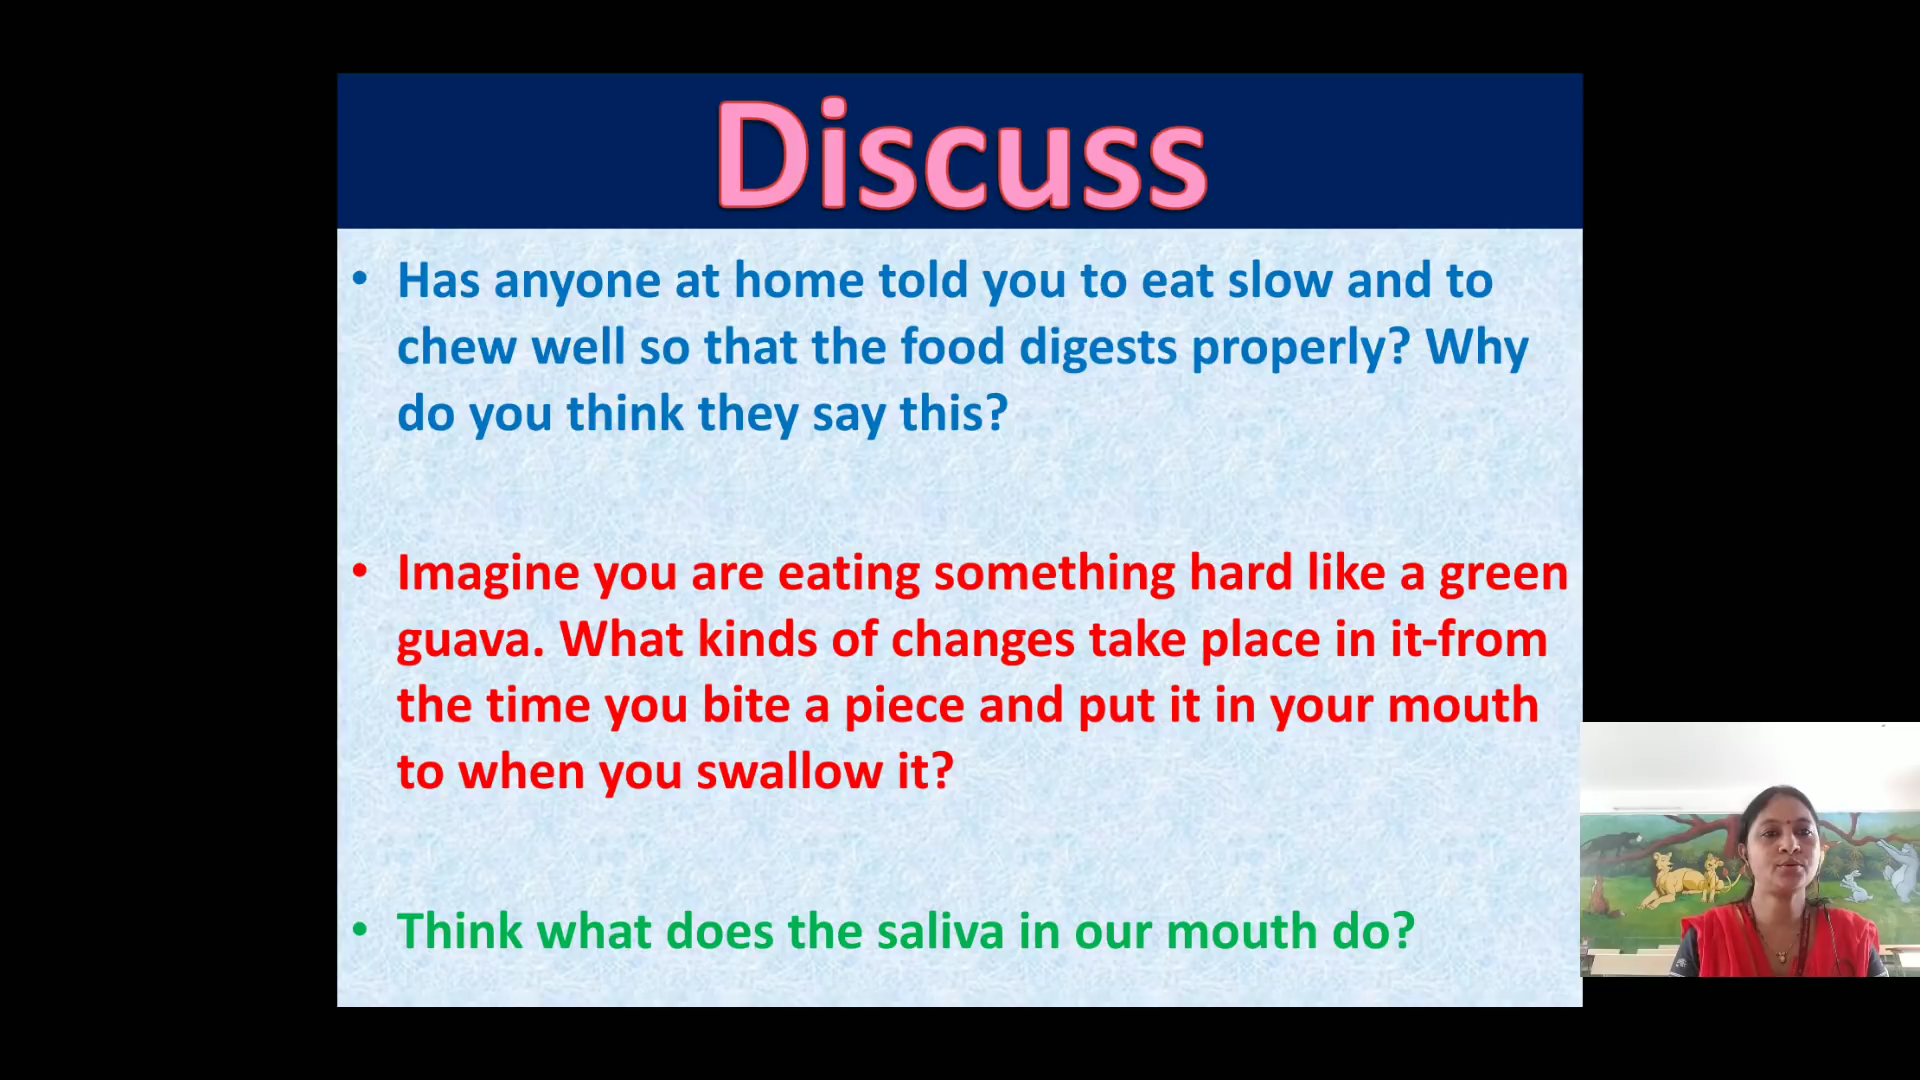 Discuss
• Has anyone at home told you to eat slow and to
chew well so that the food digests properly? Why
do you think they say this?
• Imagine you are eating something hard like a green
guava. What kinds of changes take place in it-from
the time you bite a piece and put it in your mouth
to when you swallow it?
• Think what does the saliva in our mouth do?